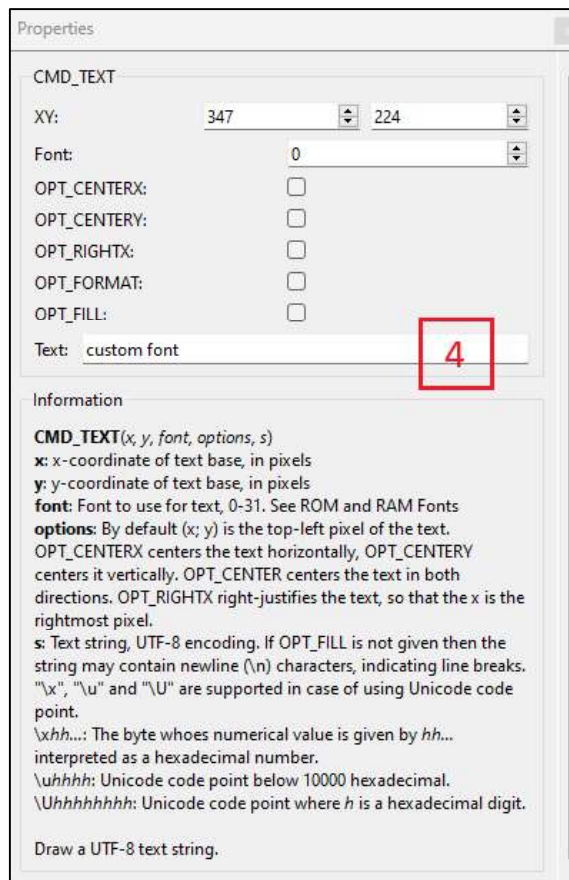 Properties
CMD_TEXT
XY: 347 224
Font: 0
OPT_CENTERX:
OPT_CENTERY:
OPT_RIGHTX:
OPT_FORMAT:
OPT_FILL:
Text: custom font 4
Information
CMD_TEXT(x, y, font, options, s)
x: x-coordinate of text base, in pixels
y: y-coordinate of text base, in pixels
font: Font to use for text, 0-31. See ROM and RAM Fonts
options: By default (x; y) is the top-left pixel of the text.
OPT_CENTERX centers the text horizontally, OPT_CENTERY
centers it vertically. OPT_CENTER centers the text in both
directions. OPT_RIGHTX right-justifies the text, so that the x is the
rightmost pixel.
s: Text string, UTF-8 encoding. If OPT_FILL is not given then the
string may contain newline (\n) characters, indicating line breaks.
"\x", "\u" and "\U" are supported in case of using Unicode code
point.
\xhh...: The byte whoes numerical value is given by hh...
interpreted as a hexadecimal number.
\uhhhh: Unicode code point below 10000 hexadecimal.
\Uhhhhhhhh: Unicode code point where h is a hexadecimal digit.
Draw a UTF-8 text string.